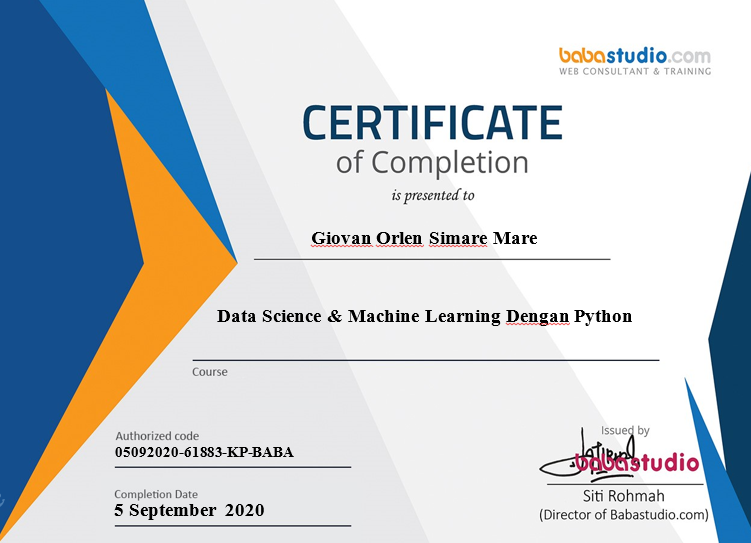 babastudio.com
WEB CONSULTANT & TRAINING
CERTIFICATE
of Completion
is presented to
Giovan Orlen Simare Mare
Data Science & Machine Learning Dengan Python
Course
Authorized code
05092020-61883-KP-BABA
Completion Date
5 September 2020
Issued by
babastudio
Siti Rohmah
(Director of Babastudio.com)